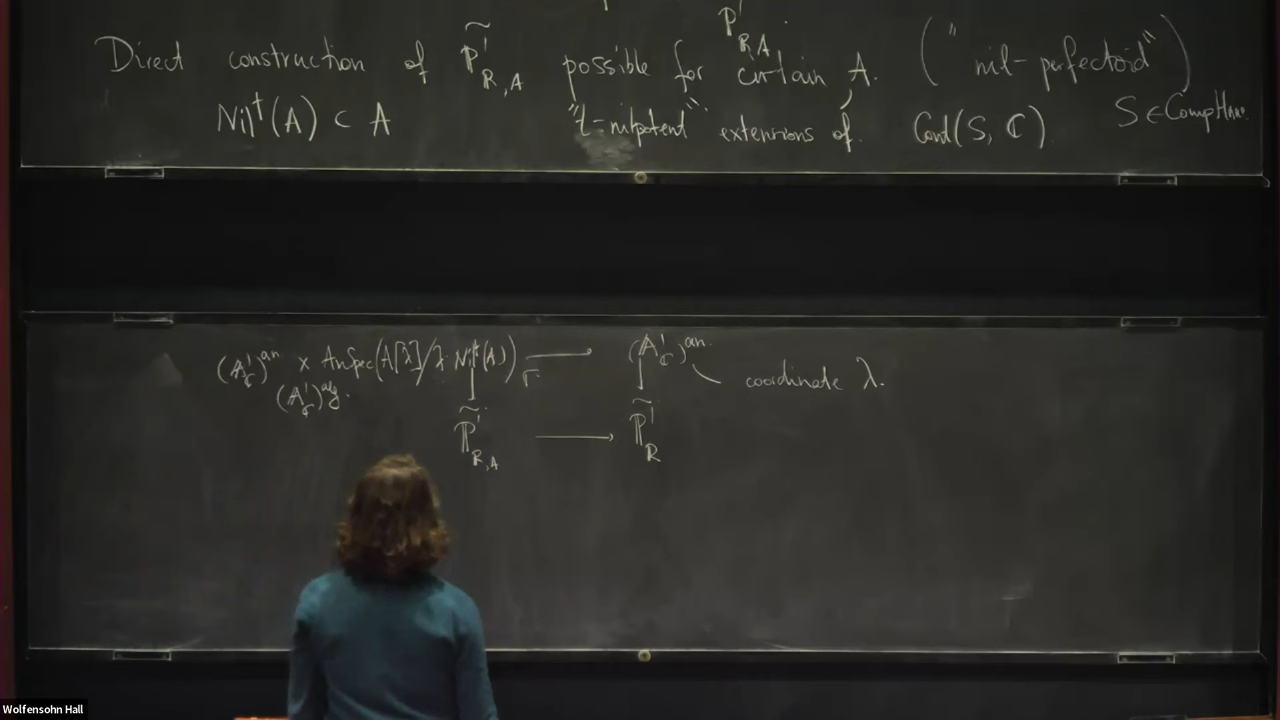 P̃¹_{R,A}
Direct construction of P̃¹_{R,A} possible for certain A. ("nil-perfectoid")
Nil†(A) ⊂ A "†-nilpotent" extensions of Cont(S, ℂ). S ∈ CompHaus.
(A¹_ℂ)^{an} × AnSpec(A[λ]/λ·Nil†(A)) → (A¹_ℂ)^{an}.
(A¹_ℂ)^{alg}. coordinate λ.
P̃¹_{R,A} → P̃¹_R
Wolfensohn Hall